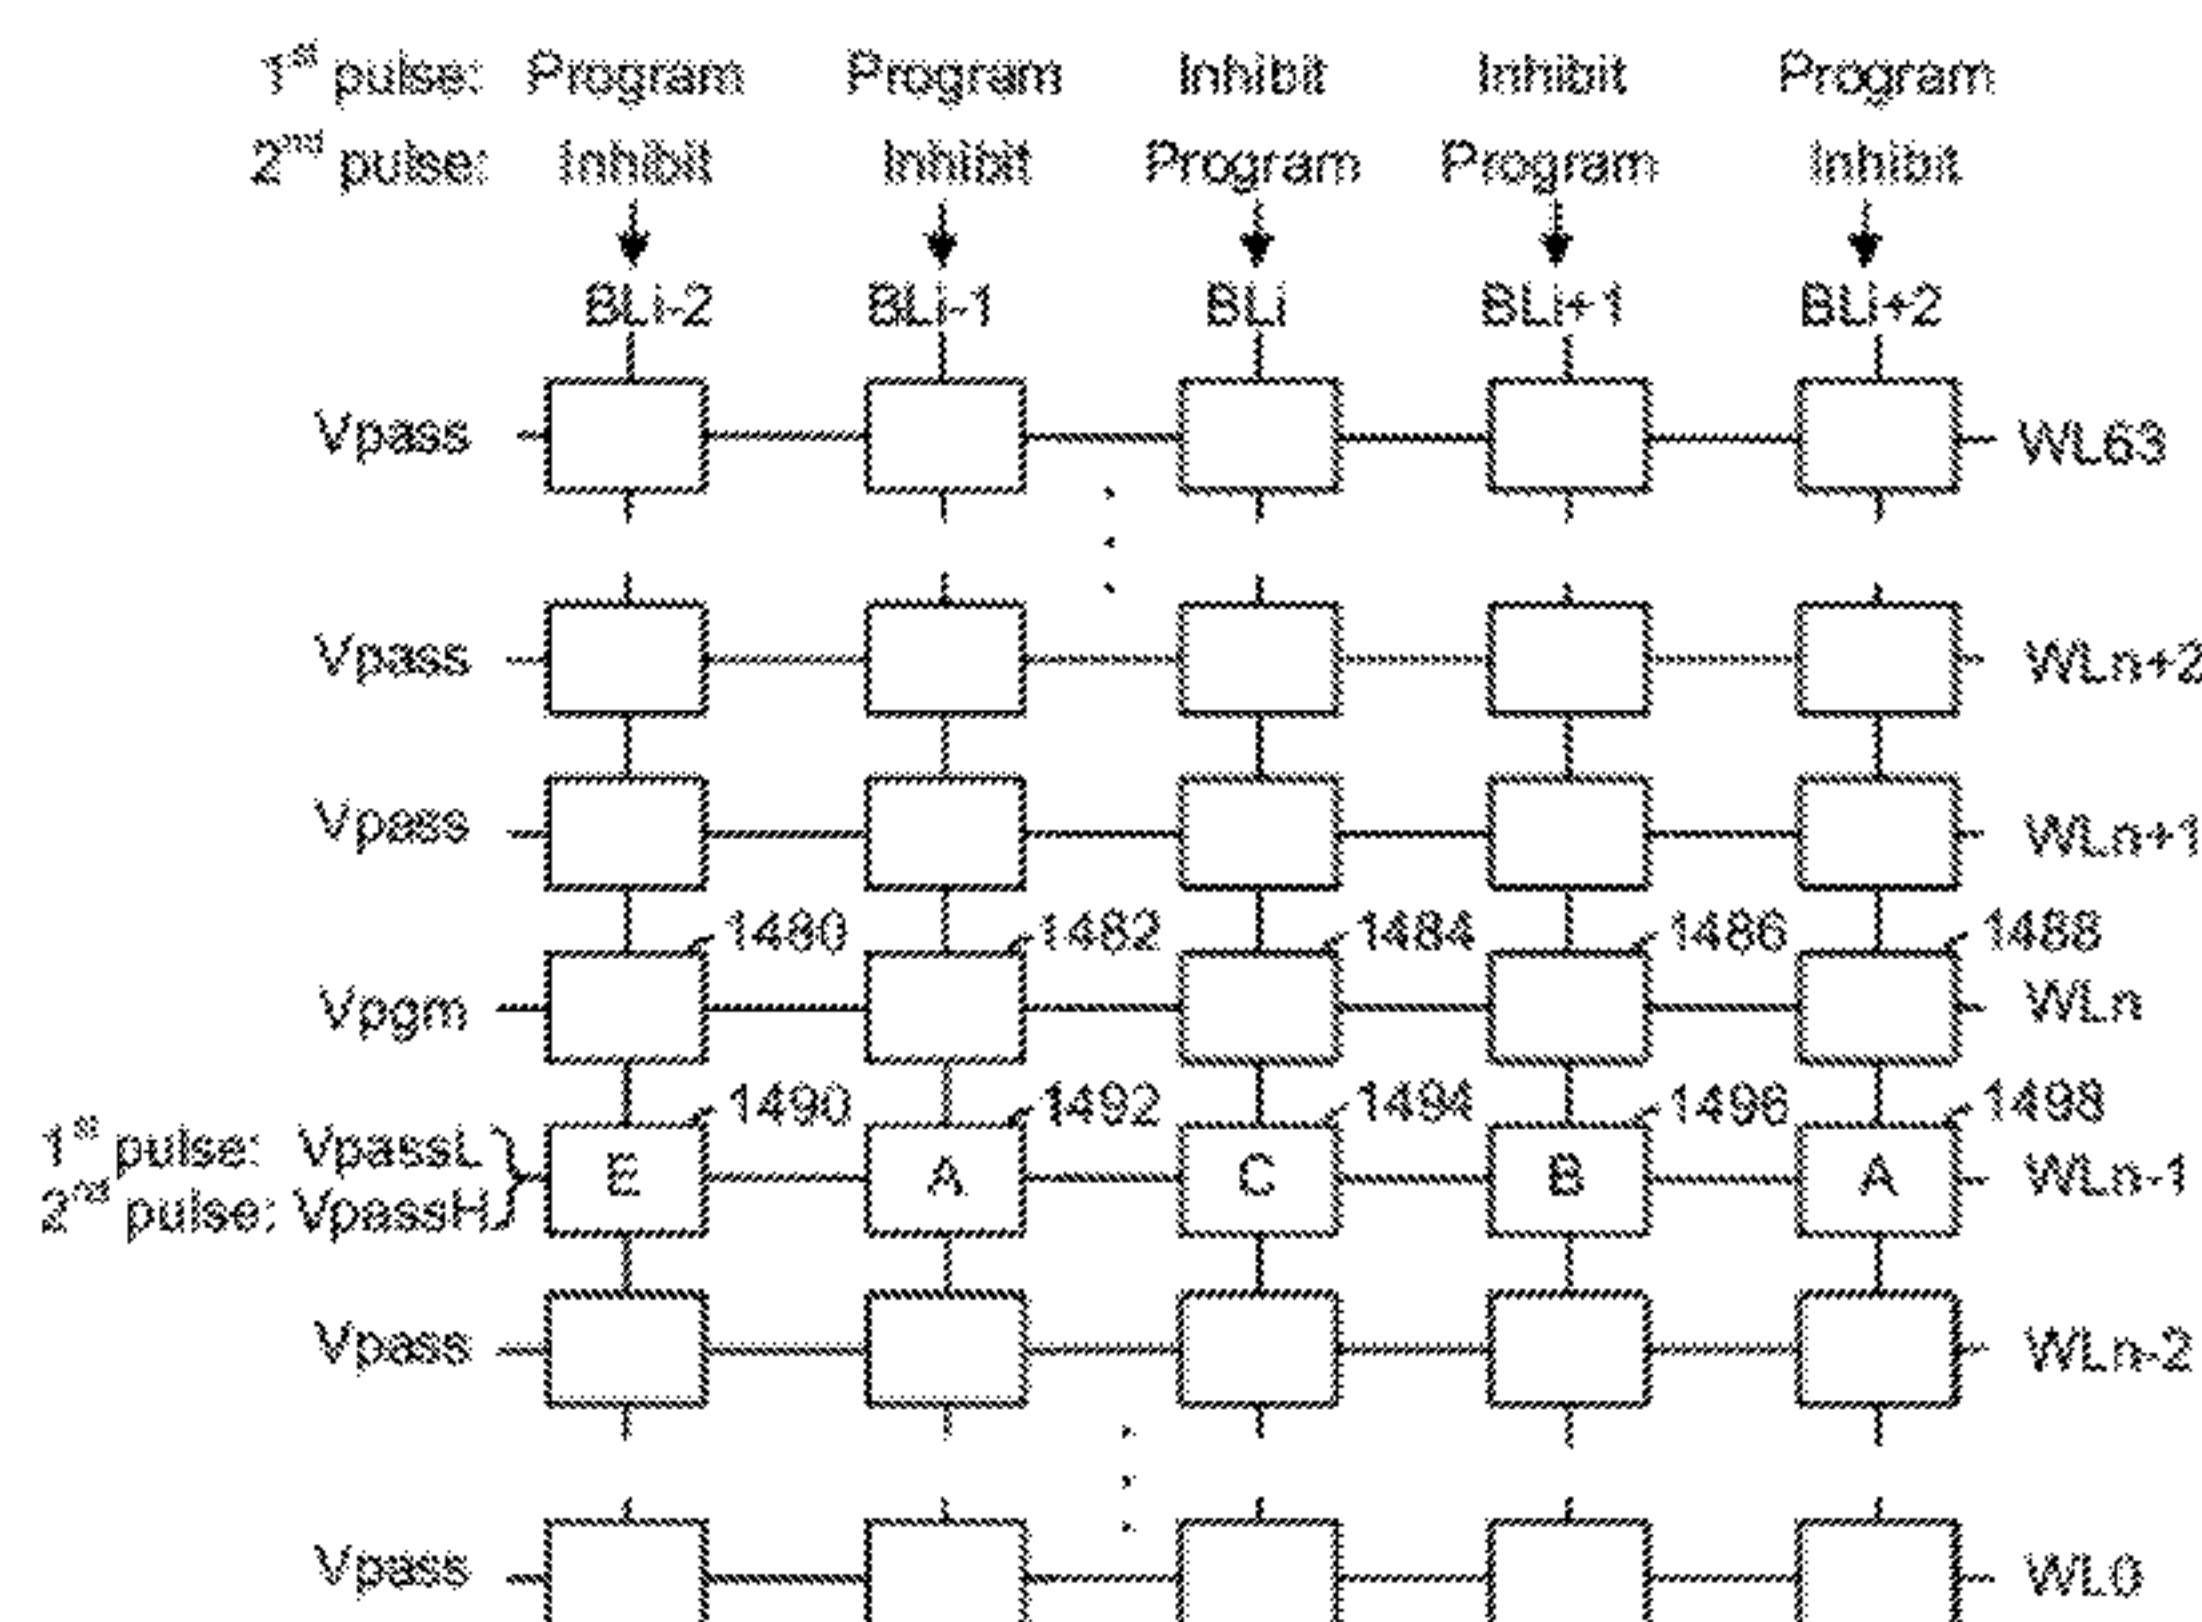 1st pulse: Program Program Inhibit Inhibit Program
2nd pulse: Inhibit Inhibit Program Program Inhibit
BLi-2 BLi-1 BLi BLi+1 BLi+2
Vpass WL63
Vpass WLn+2
Vpass WLn+1
1480 1482 1484 1486 1488
Vpgm WLn
1490 1492 1494 1496 1498
1st pulse: VpassL
E A C B A WLn-1
2nd pulse: VpassH
Vpass WLn-2
Vpass WL0